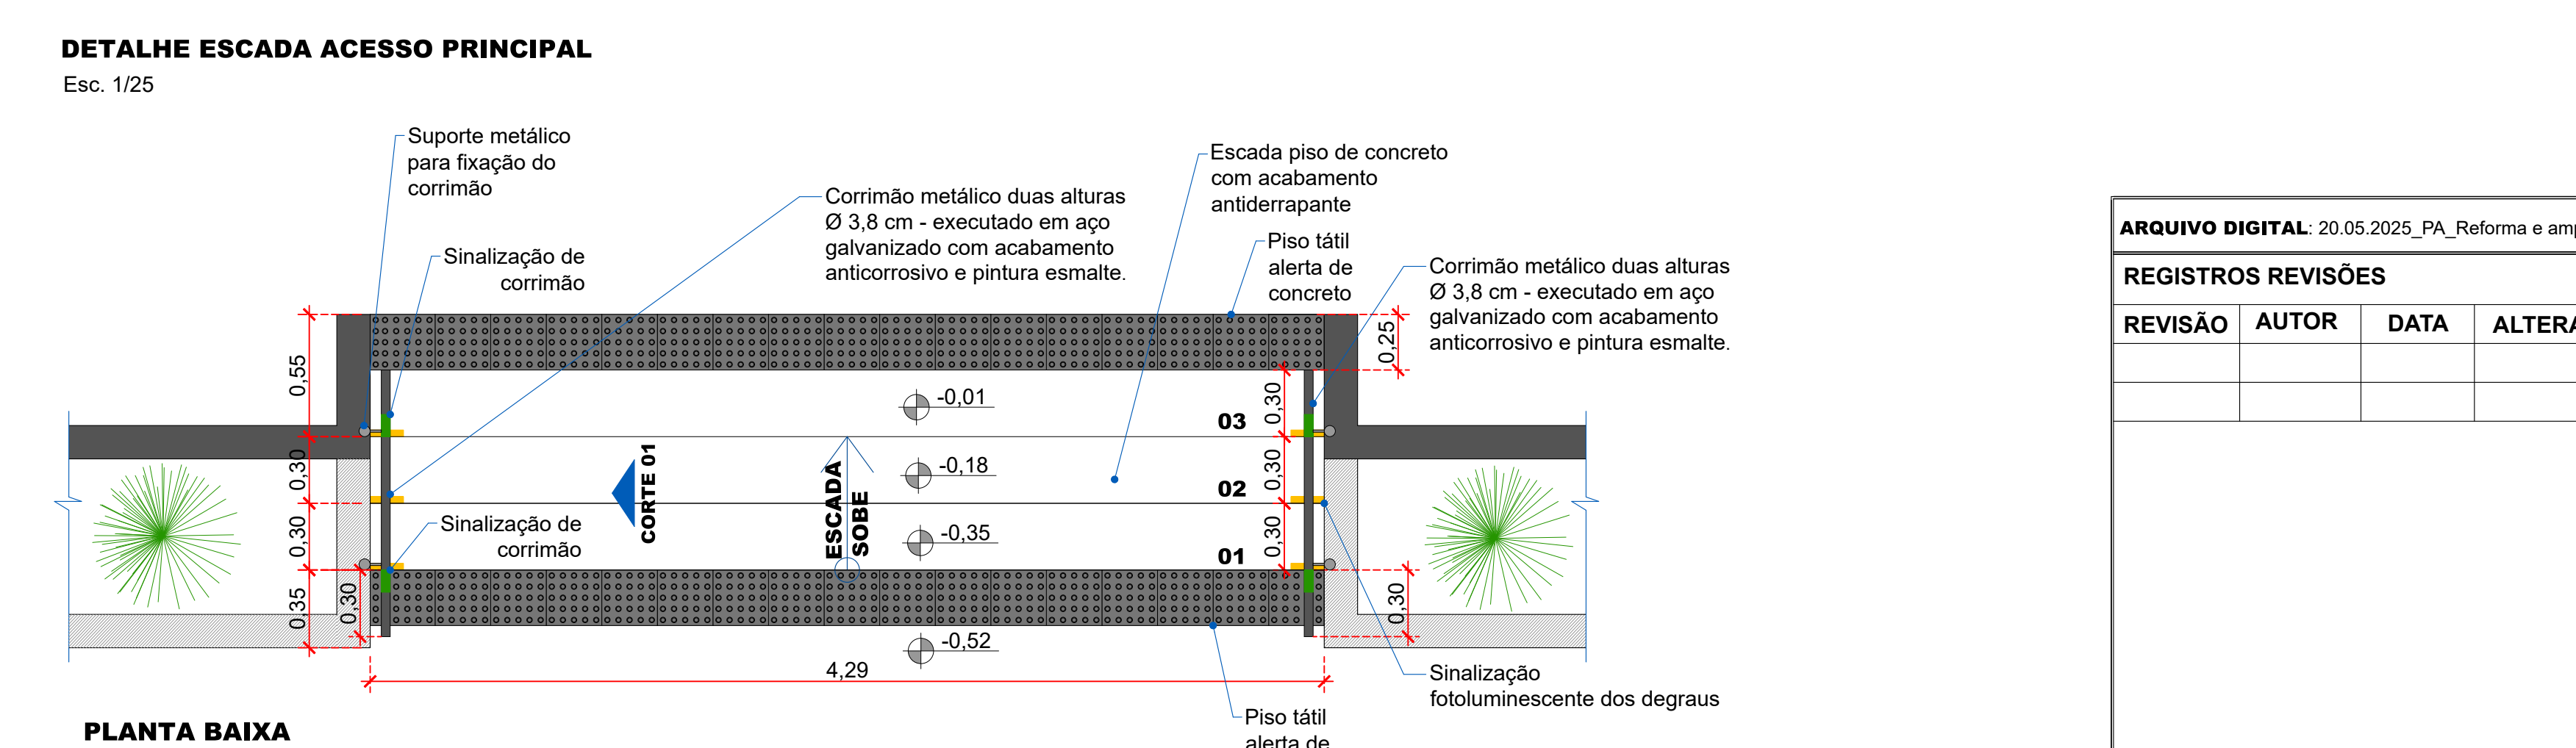 DETALHE ESCADA ACESSO PRINCIPAL
Esc. 1/25
Suporte metálico
para fixação do
corrimão
Sinalização de
corrimão
Corrimão metálico duas alturas
Ø 3,8 cm - executado em aço
galvanizado com acabamento
anticorrosivo e pintura esmalte.
Escada piso de concreto
com acabamento
antiderrapante
Piso tátil
alerta de
concreto
Corrimão metálico duas alturas
Ø 3,8 cm - executado em aço
galvanizado com acabamento
anticorrosivo e pintura esmalte.
0,55
0,30
0,30
0,35
0,30
Sinalização de
corrimão
CORTE 01
ESCADA
SOBE
-0,01
-0,18
-0,35
-0,52
03
02
01
0,30
0,30
0,30
0,25
0,30
4,29
Sinalização
fotoluminescente dos degraus
Piso tátil
alerta de
PLANTA BAIXA
ARQUIVO DIGITAL: 20.05.2025_PA_Reforma e amp
REGISTROS REVISÕES
REVISÃO AUTOR DATA ALTERA